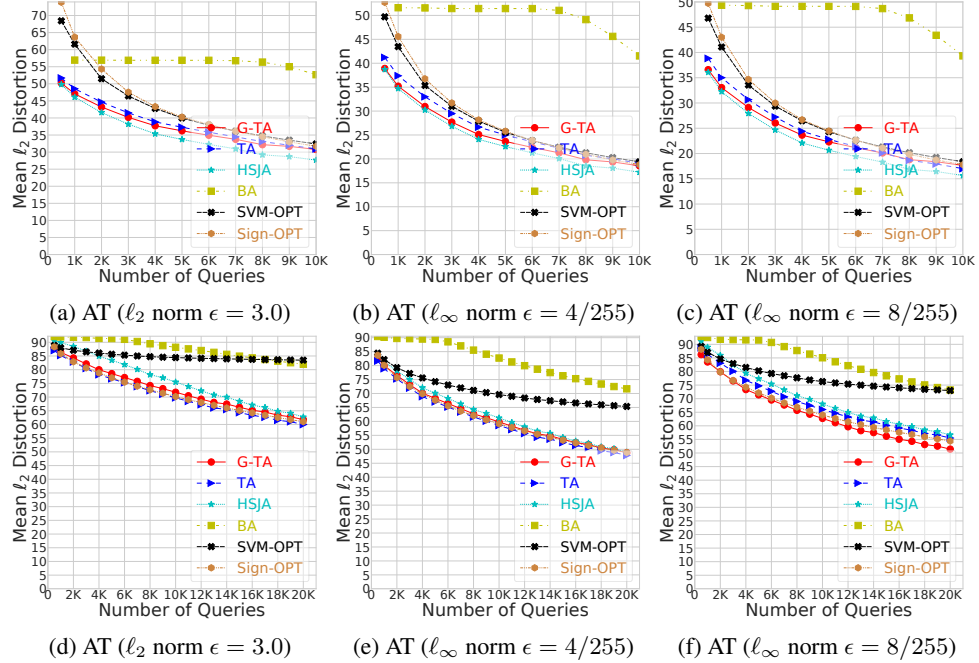 Mean ℓ₂ Distortion
75
70
65
60
55
50
45
40
35
30
25
20
15
10
5
0
G-TA
TA
HSJA
BA
SVM-OPT
Sign-OPT
1K 2K 3K 4K 5K 6K 7K 8K 9K 10K
Number of Queries
(a) AT (ℓ₂ norm ϵ = 3.0)
Mean ℓ₂ Distortion
50
45
40
35
30
25
20
15
10
5
0
G-TA
TA
HSJA
BA
SVM-OPT
Sign-OPT
1K 2K 3K 4K 5K 6K 7K 8K 9K 10K
Number of Queries
(b) AT (ℓ∞ norm ϵ = 4/255)
Mean ℓ₂ Distortion
50
45
40
35
30
25
20
15
10
5
0
G-TA
TA
HSJA
BA
SVM-OPT
Sign-OPT
1K 2K 3K 4K 5K 6K 7K 8K 9K 10K
Number of Queries
(c) AT (ℓ∞ norm ϵ = 8/255)
Mean ℓ₂ Distortion
90
85
80
75
70
65
60
55
50
45
40
35
30
25
20
15
10
5
0
G-TA
TA
HSJA
BA
SVM-OPT
Sign-OPT
2K 4K 6K 8K 10K 12K 14K 16K 18K 20K
Number of Queries
(d) AT (ℓ₂ norm ϵ = 3.0)
Mean ℓ₂ Distortion
90
85
80
75
70
65
60
55
50
45
40
35
30
25
20
15
10
5
0
G-TA
TA
HSJA
BA
SVM-OPT
Sign-OPT
2K 4K 6K 8K 10K 12K 14K 16K 18K 20K
Number of Queries
(e) AT (ℓ∞ norm ϵ = 4/255)
Mean ℓ₂ Distortion
90
85
80
75
70
65
60
55
50
45
40
35
30
25
20
15
10
5
0
G-TA
TA
HSJA
BA
SVM-OPT
Sign-OPT
2K 4K 6K 8K 10K 12K 14K 16K 18K 20K
Number of Queries
(f) AT (ℓ∞ norm ϵ = 8/255)